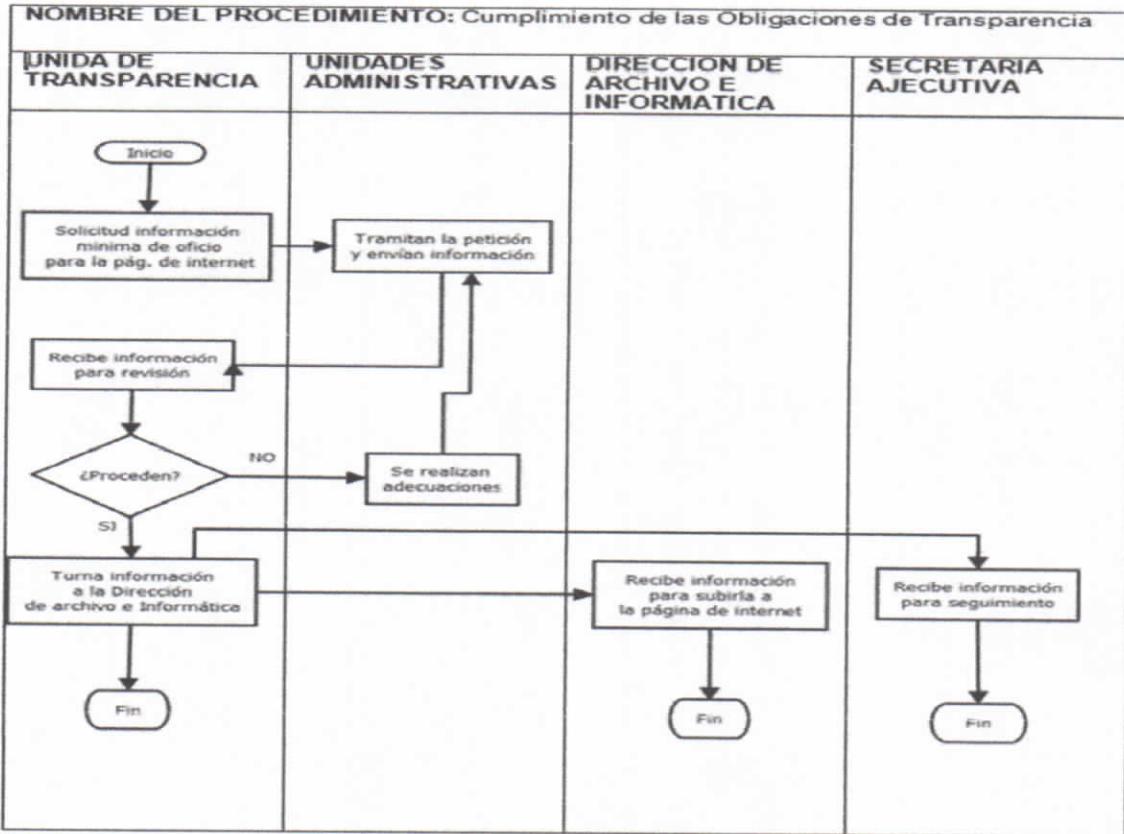 NOMBRE DEL PROCEDIMIENTO: Cumplimiento de las Obligaciones de Transparencia
UNIDA DE
TRANSPARENCIA
UNIDADES
ADMINISTRATIVAS
DIRECCION DE
ARCHIVO E
INFORMATICA
SECRETARIA
AJECUTIVA
Inicio
Solicitud información
minima de oficio
para la pág. de internet
Tramitan la petición
y envían información
Recibe información
para revisión
¿Proceden?
NO
Se realizan
adecuaciones
SI
Turna información
a la Dirección
de archivo e Informática
Recibe información
para subirla a
la página de internet
Recibe información
para seguimiento
Fin
Fin
Fin